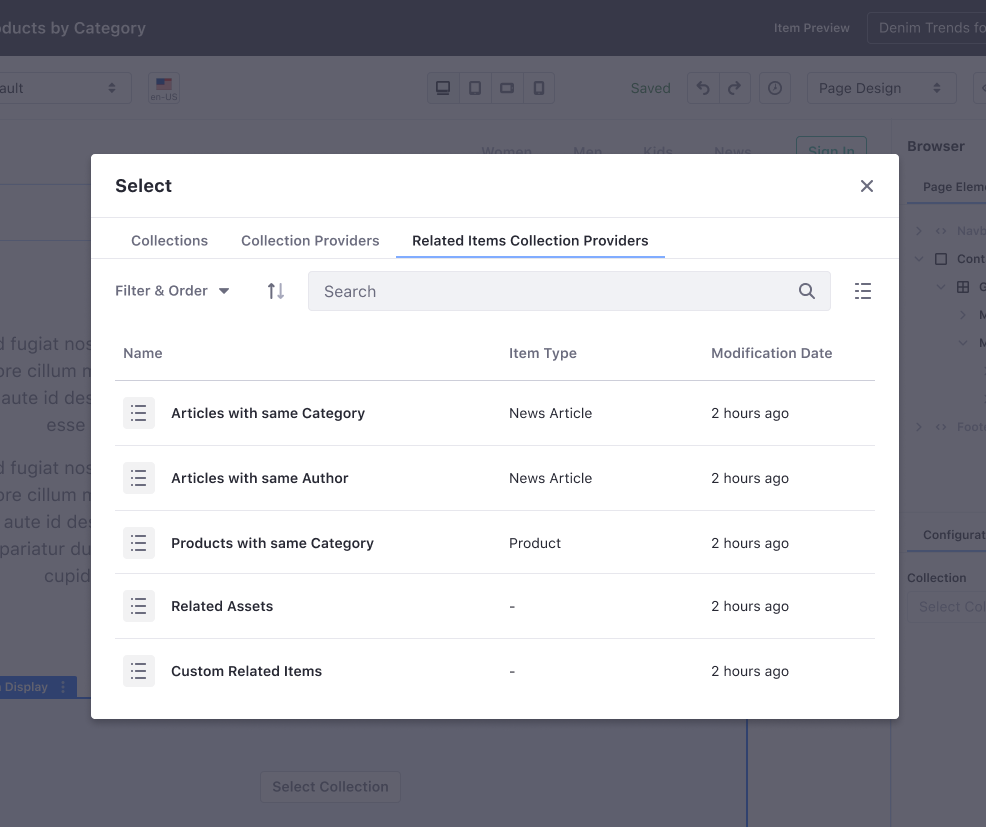 oducts by Category
Item Preview
Denim Trends fo
ault
en-US
Saved
Page Design
Women
Men
Kids
News
Sign In
Browser
Page Eleme
Select
Collections
Collection Providers
Related Items Collection Providers
Filter & Order
Search
Name
Item Type
Modification Date
Articles with same Category
News Article
2 hours ago
Articles with same Author
News Article
2 hours ago
Products with same Category
Product
2 hours ago
Related Assets
-
2 hours ago
Custom Related Items
-
2 hours ago
d fugiat nos
ore cillum n
aute id des
esse
d fugiat nos
ore cillum n
aute id des
pariatur du
cupid
Navb
Cont
G
M
M
Foote
Configurat
Collection
Select Col
Display
Select Collection